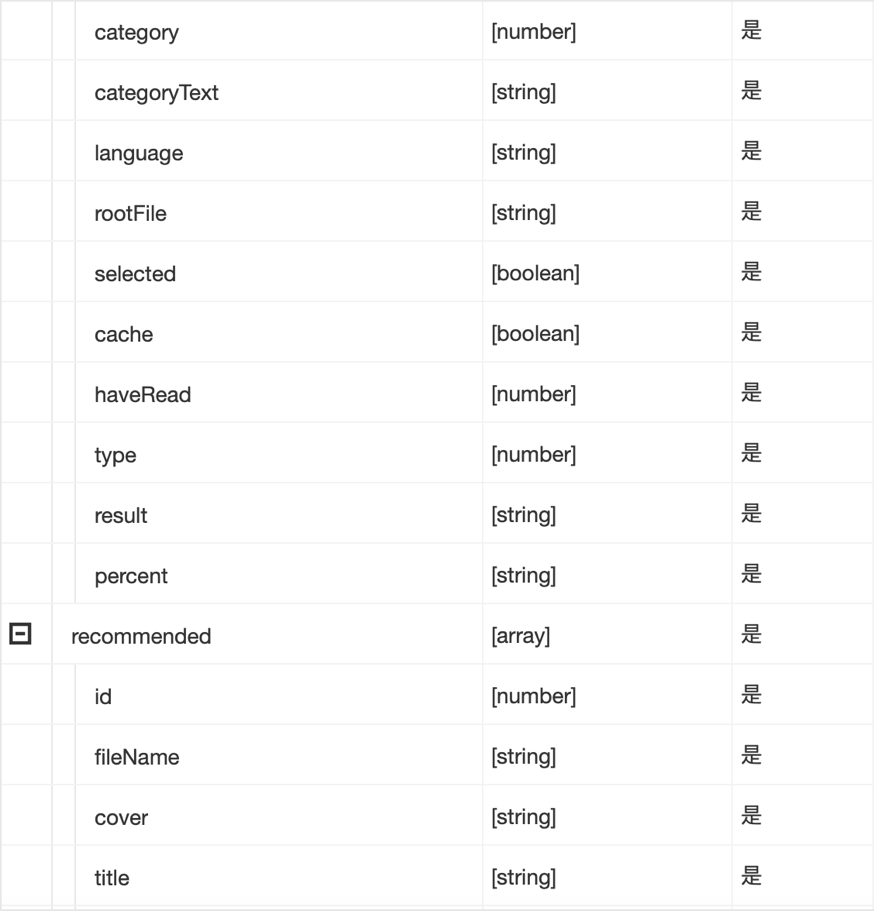 category [number] 是
categoryText [string] 是
language [string] 是
rootFile [string] 是
selected [boolean] 是
cache [boolean] 是
haveRead [number] 是
type [number] 是
result [string] 是
percent [string] 是
recommended [array] 是
id [number] 是
fileName [string] 是
cover [string] 是
title [string] 是